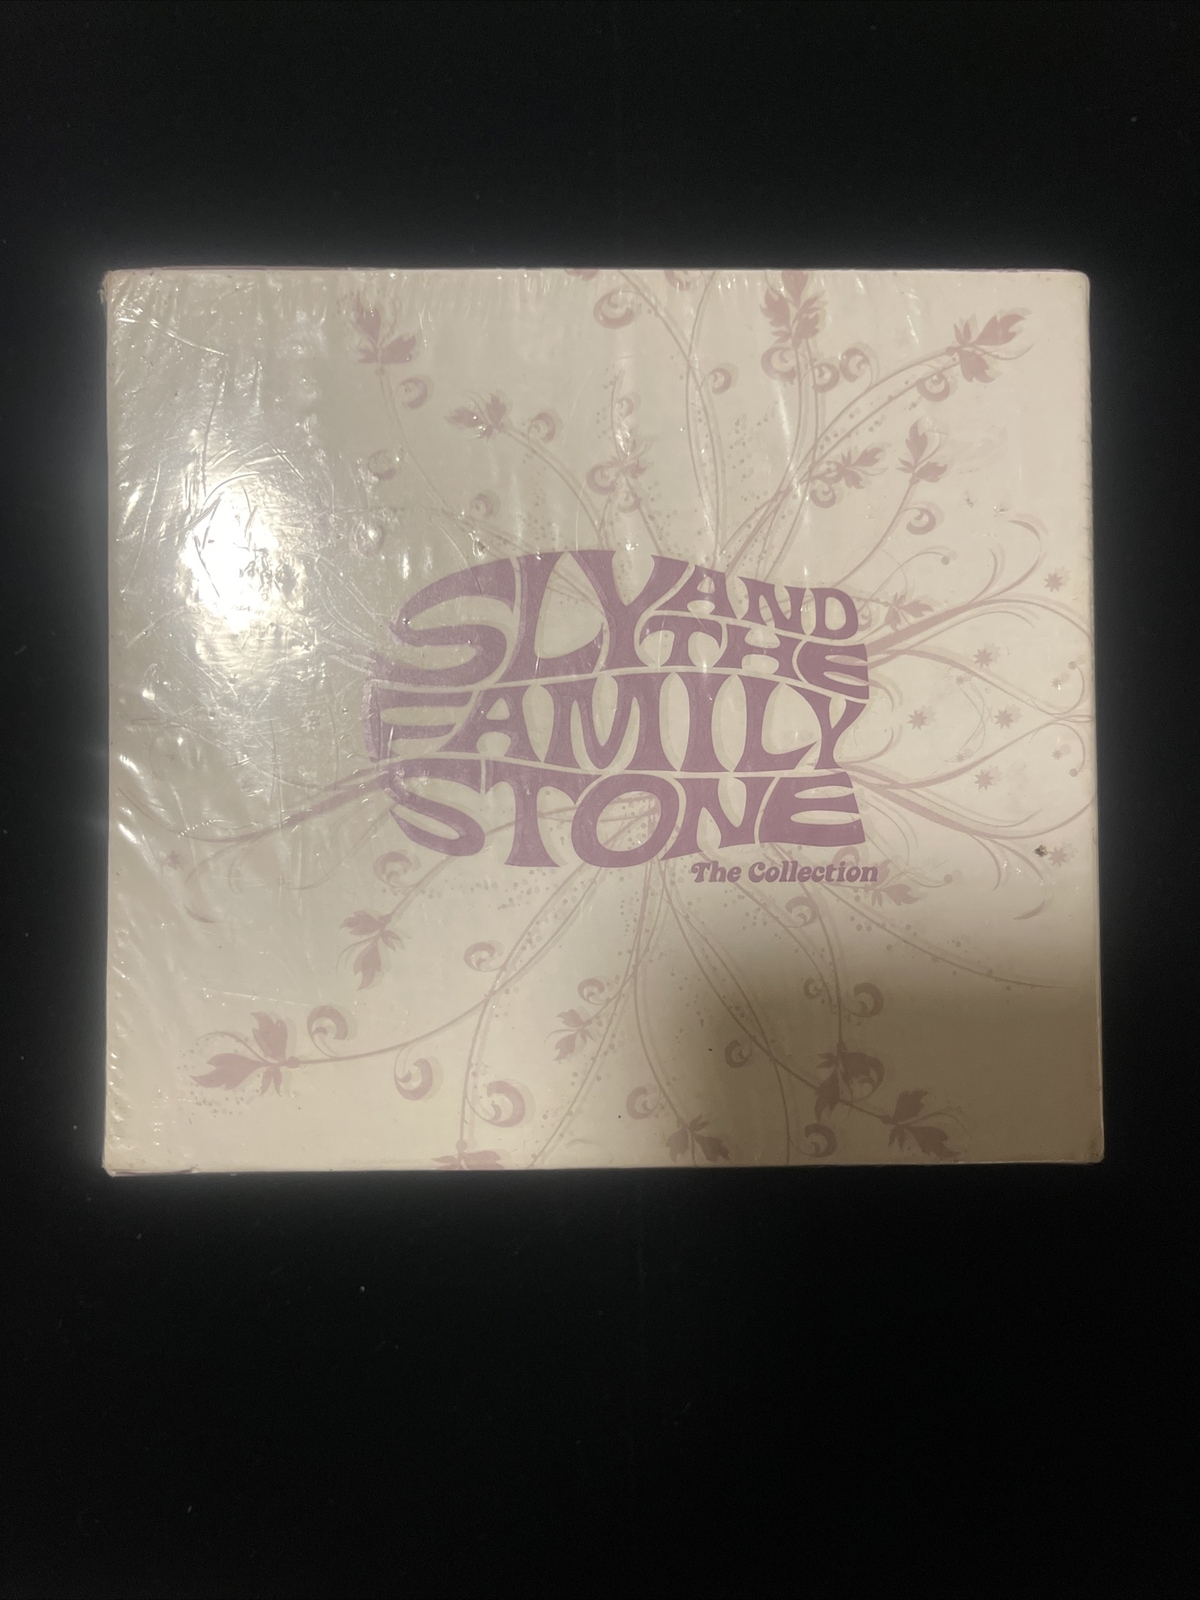 SLY AND
THE
FAMILY
STONE
The Collection